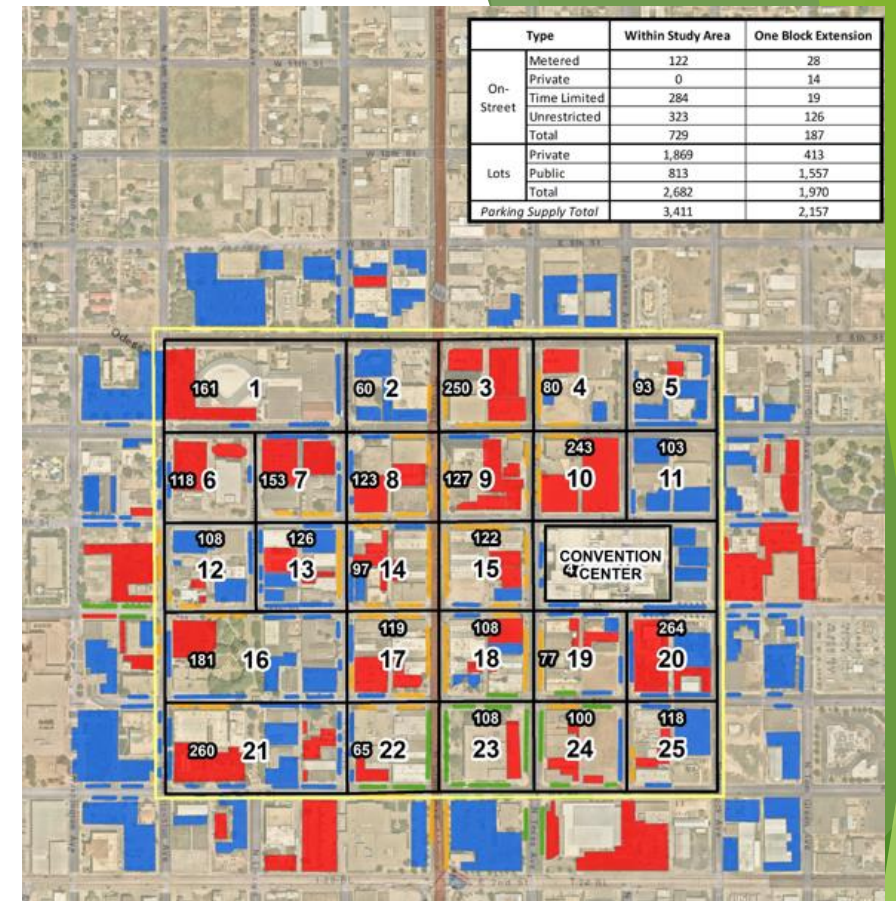 Type Within Study Area One Block Extension
On-Street
Metered 122 28
Private 0 14
Time Limited 284 19
Unrestricted 323 126
Total 729 187
Lots
Private 1,869 413
Public 813 1,557
Total 2,682 1,970
Parking Supply Total 3,411 2,157
161 1
60 2
250 3
80 4
93 5
118 6
153 7
123 8
127 9
243
10
103
11
108
12
126
13
97 14
122
15
CONVENTION
CENTER
181 16
119
17
108
18
77 19
264
20
260 21
65 22
108
23
100
24
118
25